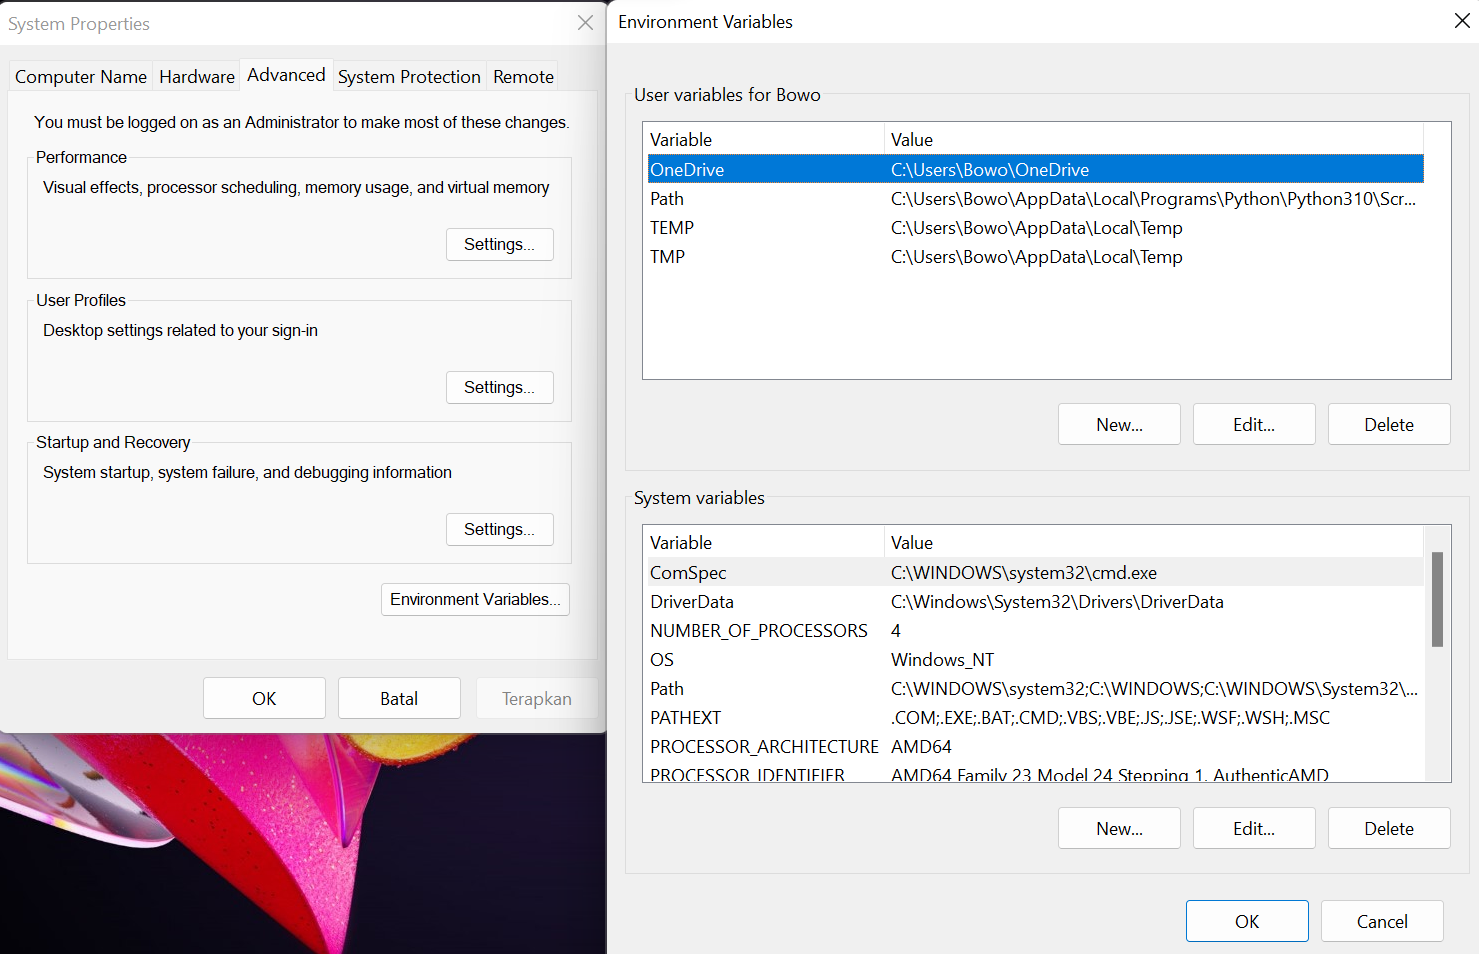 System Properties
Computer Name Hardware Advanced System Protection Remote
You must be logged on as an Administrator to make most of these changes.
Performance
Visual effects, processor scheduling, memory usage, and virtual memory
Settings...
User Profiles
Desktop settings related to your sign-in
Settings...
Startup and Recovery
System startup, system failure, and debugging information
Settings...
Environment Variables...
OK Batal Terapkan
Environment Variables
User variables for Bowo
Variable Value
OneDrive C:\Users\Bowo\OneDrive
Path C:\Users\Bowo\AppData\Local\Programs\Python\Python310\Scr...
TEMP C:\Users\Bowo\AppData\Local\Temp
TMP C:\Users\Bowo\AppData\Local\Temp
New... Edit... Delete
System variables
Variable Value
ComSpec C:\WINDOWS\system32\cmd.exe
DriverData C:\Windows\System32\Drivers\DriverData
NUMBER_OF_PROCESSORS 4
OS Windows_NT
Path C:\WINDOWS\system32;C:\WINDOWS;C:\WINDOWS\System32\...
PATHEXT .COM;.EXE;.BAT;.CMD;.VBS;.VBE;.JS;.JSE;.WSF;.WSH;.MSC
PROCESSOR_ARCHITECTURE AMD64
PROCESSOR_IDENTIFIER AMD64 Family 23 Model 24 Stepping 1, AuthenticAMD
New... Edit... Delete
OK Cancel